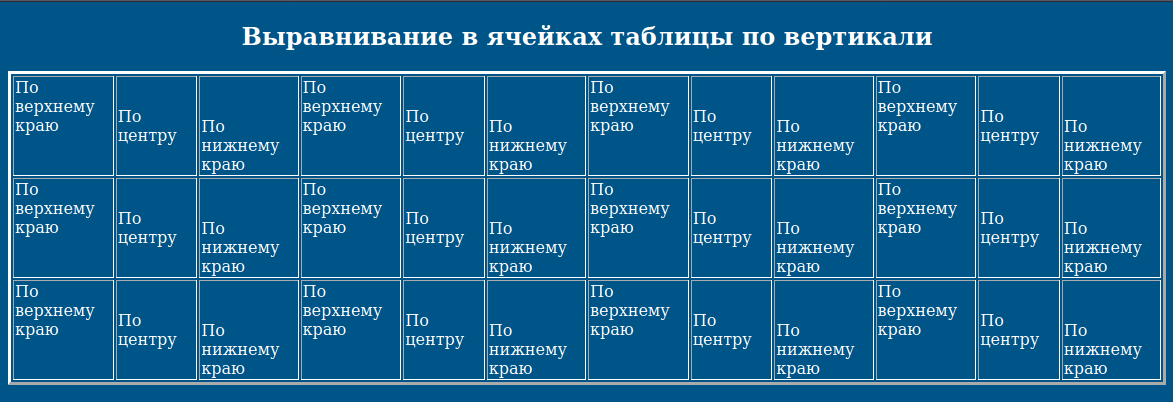 Выравнивание в ячейках таблицы по вертикали
По верхнему краю По центру По нижнему краю По верхнему краю По центру По нижнему краю По верхнему краю По центру По нижнему краю По верхнему краю По центру По нижнему краю
По верхнему краю По центру По нижнему краю По верхнему краю По центру По нижнему краю По верхнему краю По центру По нижнему краю По верхнему краю По центру По нижнему краю
По верхнему краю По центру По нижнему краю По верхнему краю По центру По нижнему краю По верхнему краю По центру По нижнему краю По верхнему краю По центру По нижнему краю